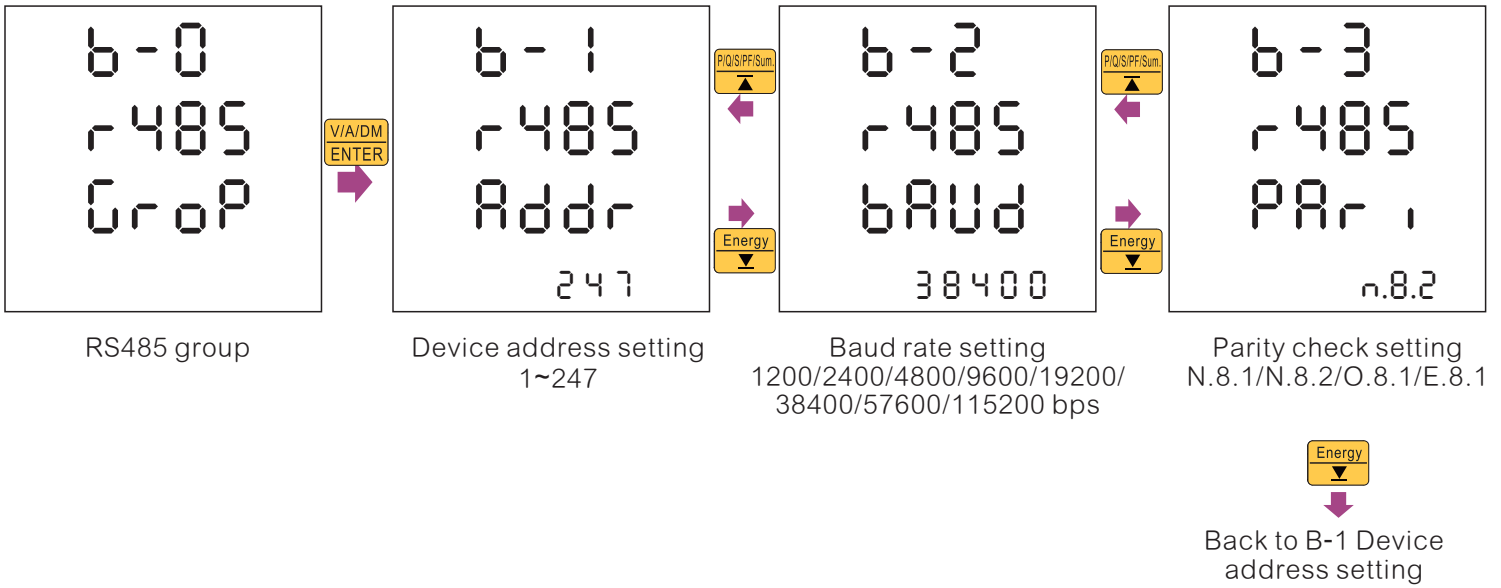 b-0
r485
GroP
RS485 group
V/A/DM
ENTER
b-1
r485
Addr
247
Device address setting
1~247
P/Q/S/PF/Sum.
Energy
b-2
r485
bAUd
38400
Baud rate setting
1200/2400/4800/9600/19200/
38400/57600/115200 bps
P/Q/S/PF/Sum.
Energy
b-3
r485
PAri
n.8.2
Parity check setting
N.8.1/N.8.2/O.8.1/E.8.1
Energy
Back to B-1 Device
address setting